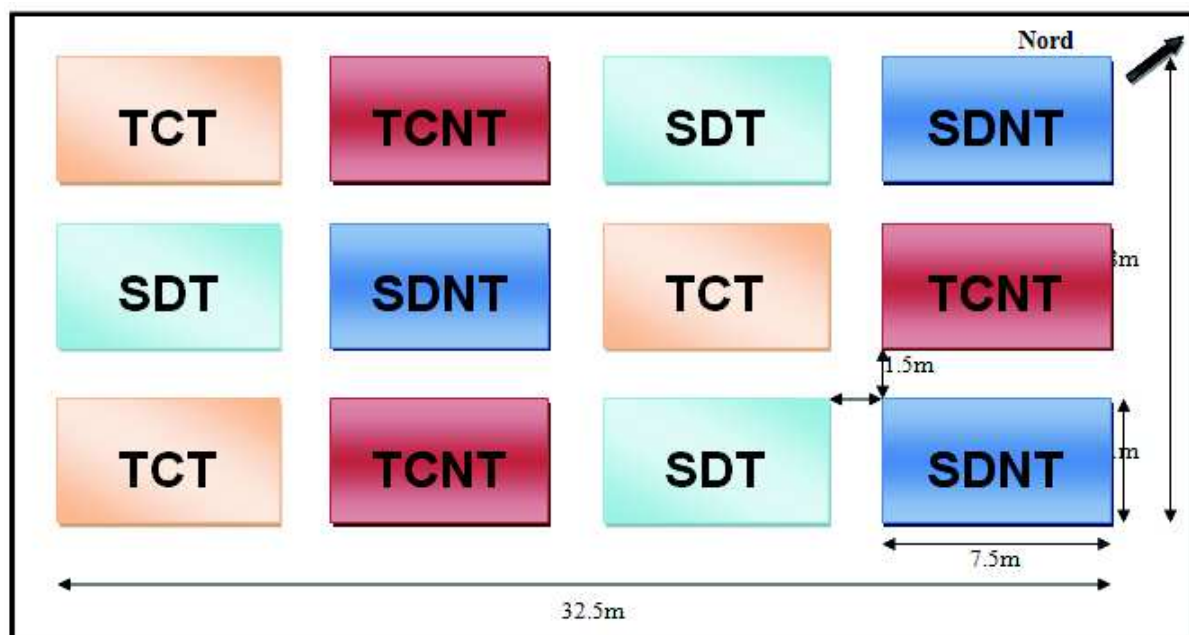 Nord
TCT TCNT SDT SDNT
SDT SDNT TCT TCNT
1.5m
TCT TCNT SDT SDNT
7.5m
32.5m